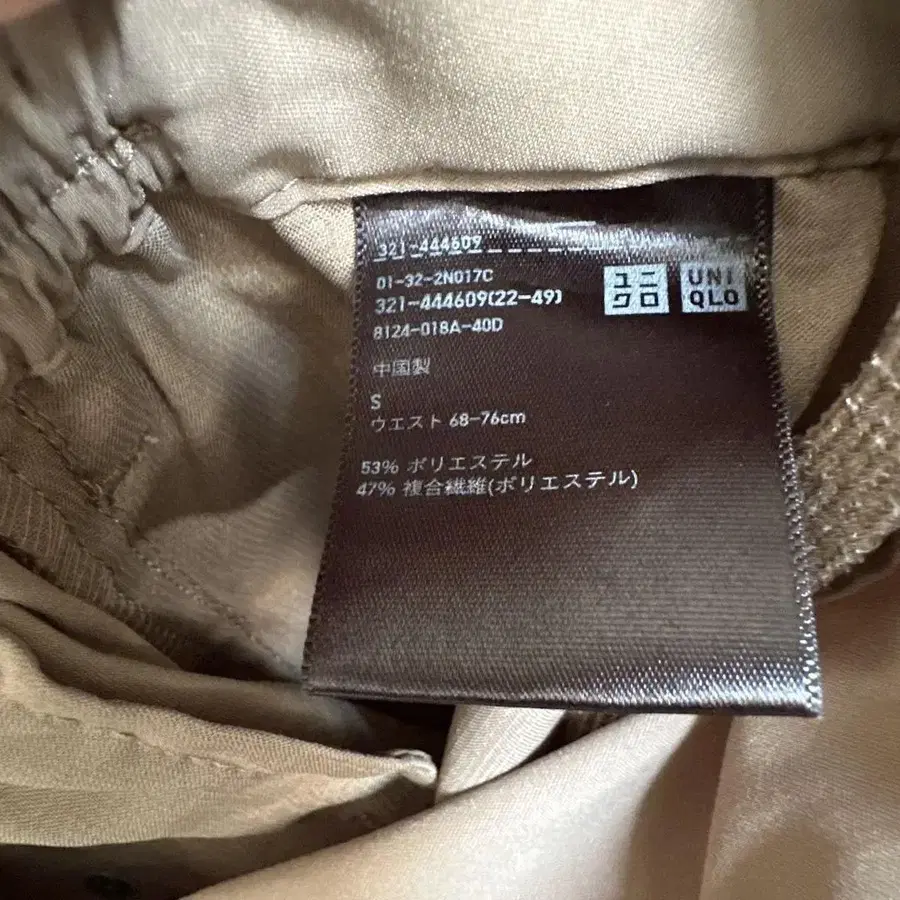 321-444609
01-32-2N017C
321-444609(22-49)
8124-018A-40D
ユニ
クロ
UNI
QLO
中国製
S
ウエスト 68-76cm
53% ポリエステル
47% 複合繊維(ポリエステル)